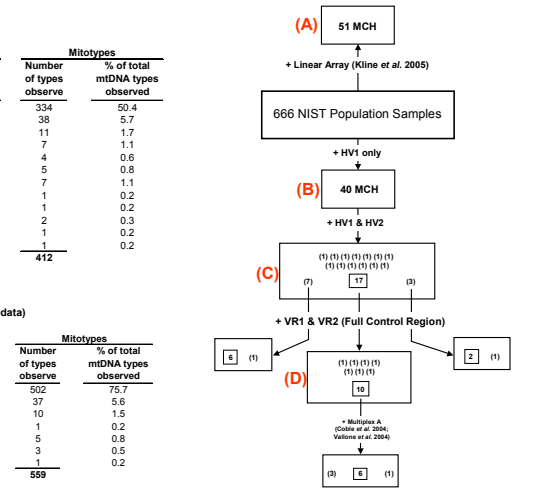 Mitotypes
Number of types observe
% of total mtDNA types observed
334 50.4
38 5.7
11 1.7
7 1.1
4 0.6
5 0.8
7 1.1
1 0.2
1 0.2
2 0.3
1 0.2
1 0.2
412
data)
Mitotypes
Number of types observe
% of total mtDNA types observed
502 75.7
37 5.6
10 1.5
1 0.2
5 0.8
3 0.5
1 0.2
559
(A) 51 MCH
+ Linear Array (Kline et al. 2005)
666 NIST Population Samples
+ HV1 only
(B) 40 MCH
+ HV1 & HV2
(C)
(1) (1) (1) (1) (1) (1) (1)
(1) (1) (1) (1) (1) (1)
(7) 17 (3)
+ VR1 & VR2 (Full Control Region)
6 (1)
2 (1)
(D)
(1) (1) (1) (1)
(1) (1) (1)
10
+ Multiplex A
(Coble et al. 2004;
Vallone et al. 2004)
(3) 6 (1)